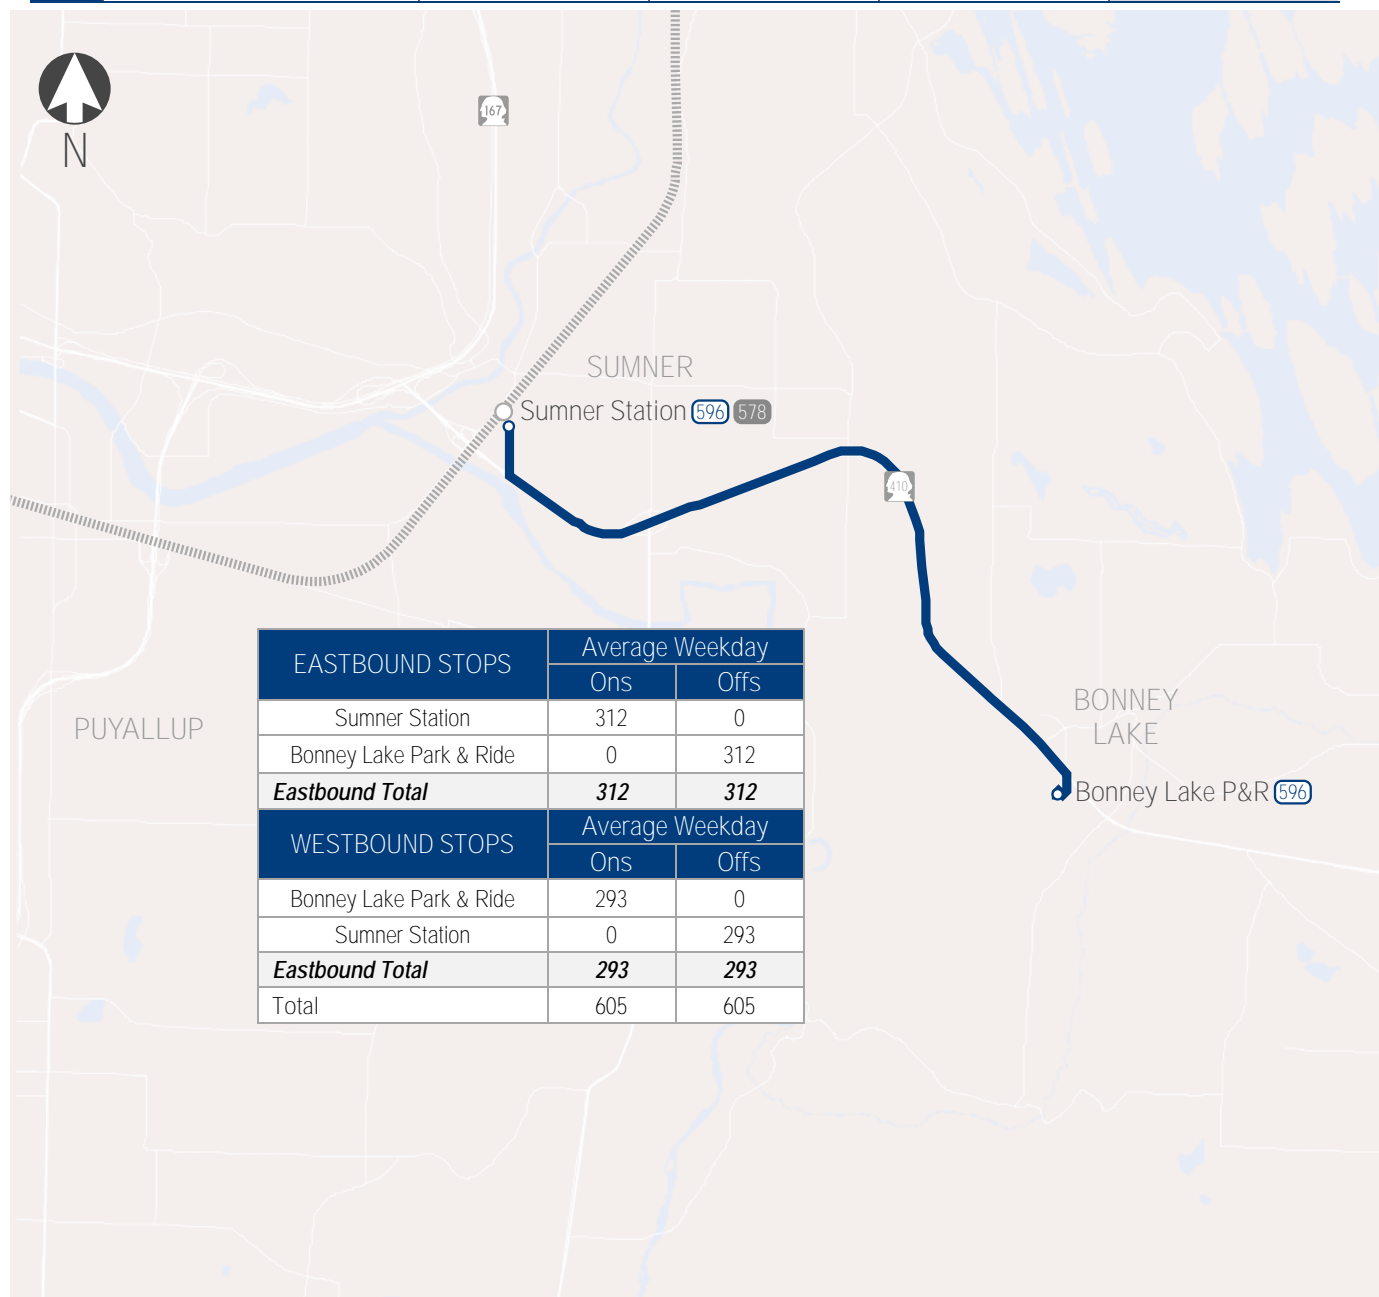 167
N
SUMNER
Sumner Station 596 578
410
EASTBOUND STOPS Average Weekday
Ons Offs
Sumner Station 312 0
Bonney Lake Park & Ride 0 312
Eastbound Total 312 312
WESTBOUND STOPS Average Weekday
Ons Offs
Bonney Lake Park & Ride 293 0
Sumner Station 0 293
Eastbound Total 293 293
Total 605 605
PUYALLUP
BONNEY
LAKE
Bonney Lake P&R 596